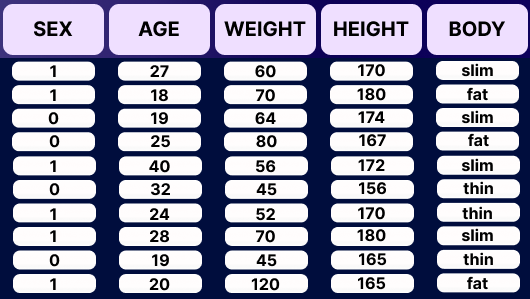 SEX AGE WEIGHT HEIGHT BODY
1 27 60 170 slim
1 18 70 180 fat
0 19 64 174 slim
0 25 80 167 fat
1 40 56 172 slim
0 32 45 156 thin
1 24 52 170 thin
1 28 70 180 slim
0 19 45 165 thin
1 20 120 165 fat